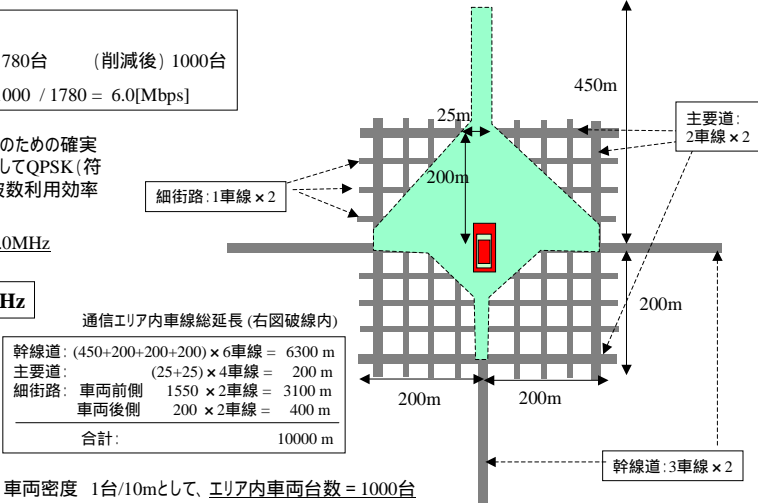 780台　(削減後) 1000台
000 / 1780 = 6.0[Mbps]
のための確実
してQPSK(符
波数利用効率
.0MHz
Hz
通信エリア内車線総延長 (右図破線内)
幹線道: (450+200+200+200) × 6車線 = 6300 m
主要道: (25+25) × 4車線 = 200 m
細街路: 車両前側 1550 × 2車線 = 3100 m
車両後側 200 × 2車線 = 400 m
合計: 10000 m
車両密度 1台/10mとして、エリア内車両台数 = 1000台
450m
25m
200m
主要道:
2車線 × 2
細街路:1車線 × 2
200m
200m
200m
幹線道:3車線 × 2